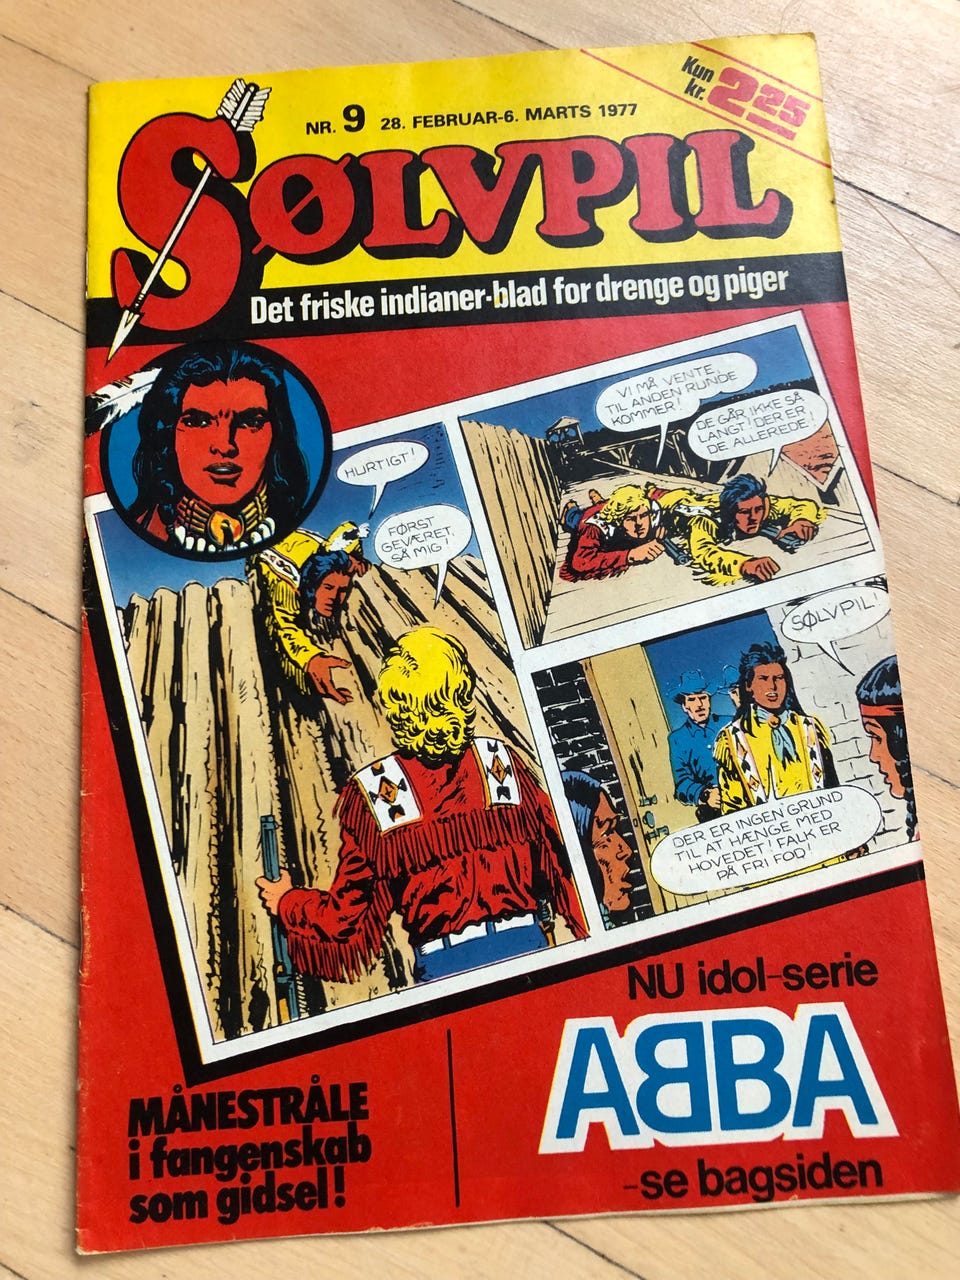 NR. 9 28. FEBRUAR-6. MARTS 1977
Kun
kr. 2.25
SØLVPIL
Det friske indianer-blad for drenge og piger
HURTIGT!
FØRST
GEVÆRET,
SÅ MIG!
VI MÅ VENTE,
TIL ANDEN RUNDE
KOMMER!
DE GÅR IKKE SÅ
LANGT! DER ER
DE ALLEREDE!
SØLVPIL!
DER ER INGEN GRUND
TIL AT HÆNGE MED
HOVEDET! FALK ER
PÅ FRI FOD!
NU idol-serie
ABBA
-se bagsiden
MÅNESTRÅLE
i fangenskab
som gidsel!